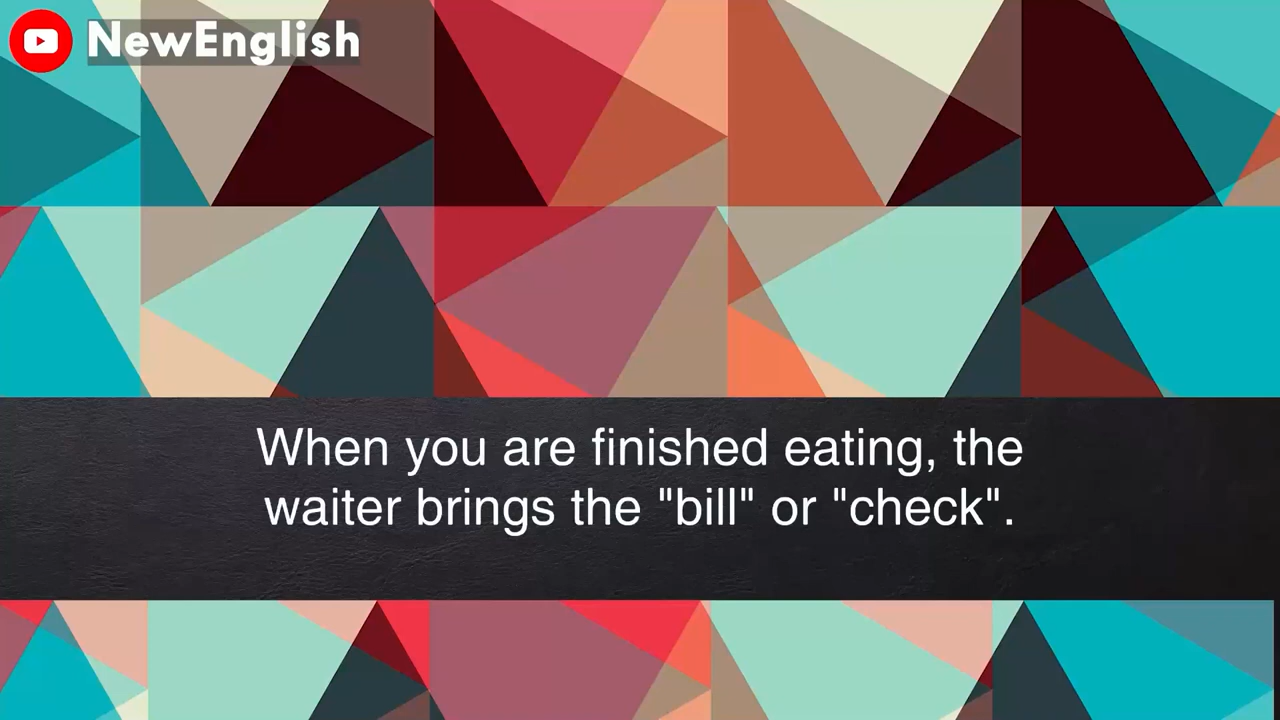 NewEnglish
When you are finished eating, the
waiter brings the "bill" or "check".